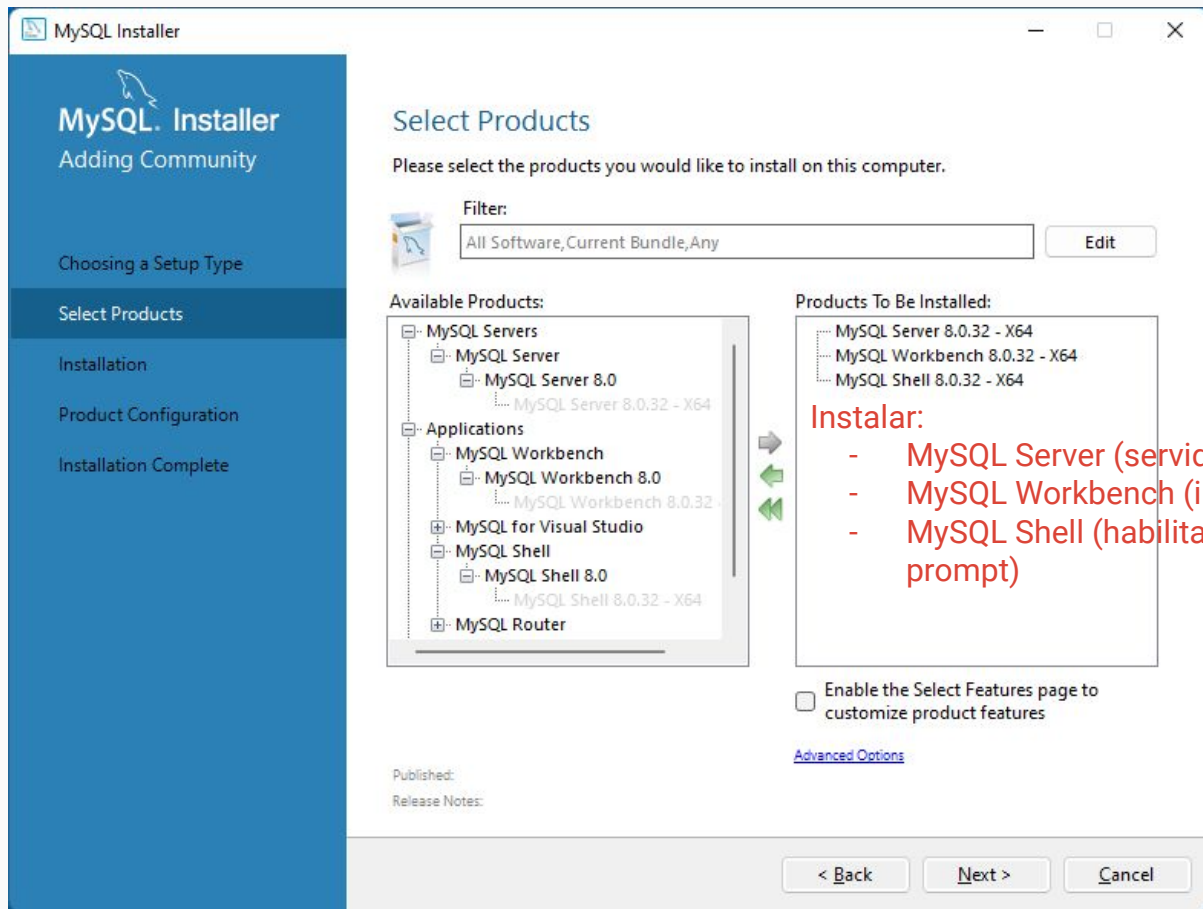 MySQL Installer
MySQL. Installer
Adding Community
Choosing a Setup Type
Select Products
Installation
Product Configuration
Installation Complete
Select Products
Please select the products you would like to install on this computer.
Filter:
All Software,Current Bundle,Any
Edit
Available Products:
MySQL Servers
MySQL Server
MySQL Server 8.0
MySQL Server 8.0.32 - X64
Applications
MySQL Workbench
MySQL Workbench 8.0
MySQL Workbench 8.0.32 -
MySQL for Visual Studio
MySQL Shell
MySQL Shell 8.0
MySQL Shell 8.0.32 - X64
MySQL Router
Products To Be Installed:
MySQL Server 8.0.32 - X64
MySQL Workbench 8.0.32 - X64
MySQL Shell 8.0.32 - X64
Instalar:
- MySQL Server
- MySQL Workbench
- MySQL Shell
prompt)
Enable the Select Features page to
customize product features
Advanced Options
Published:
Release Notes:
< Back
Next >
Cancel